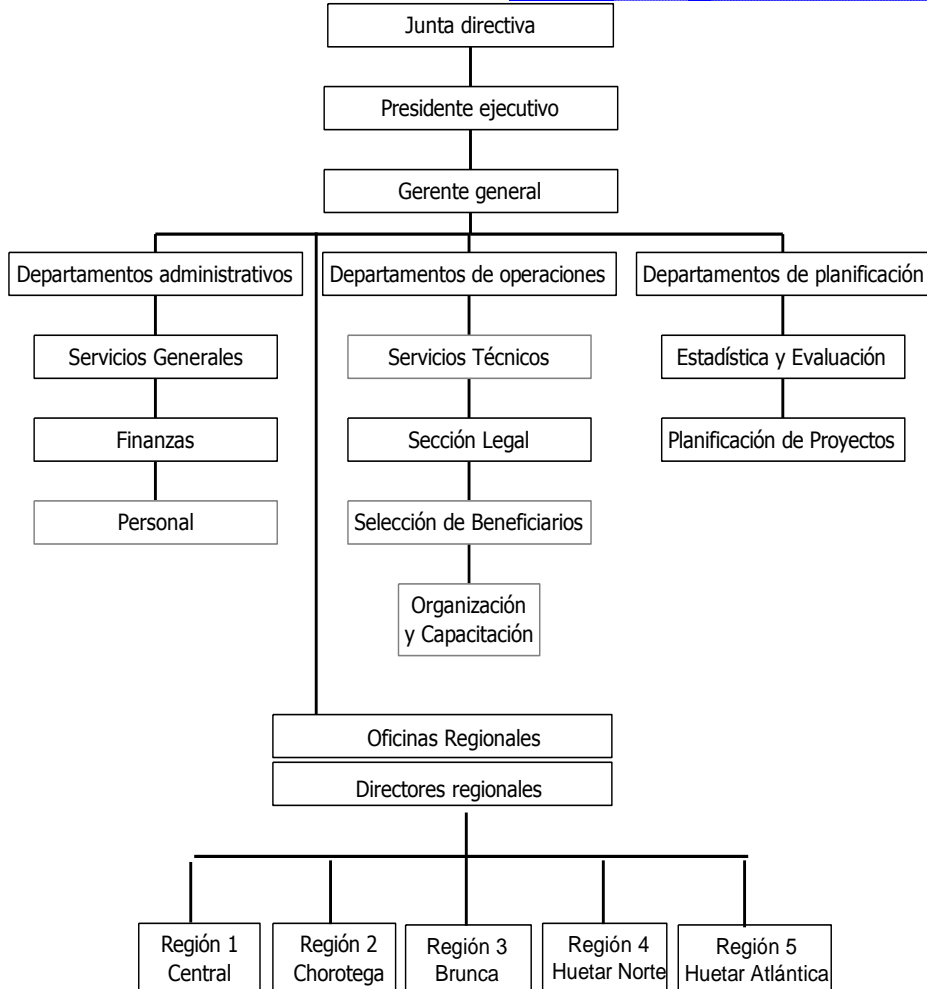 Junta directiva
Presidente ejecutivo
Gerente general
Departamentos administrativos
Departamentos de operaciones
Departamentos de planificación
Servicios Generales
Servicios Técnicos
Estadística y Evaluación
Finanzas
Sección Legal
Planificación de Proyectos
Personal
Selección de Beneficiarios
Organización
y Capacitación
Oficinas Regionales
Directores regionales
Región 1
Central
Región 2
Chorotega
Región 3
Brunca
Región 4
Huetar Norte
Región 5
Huetar Atlántica